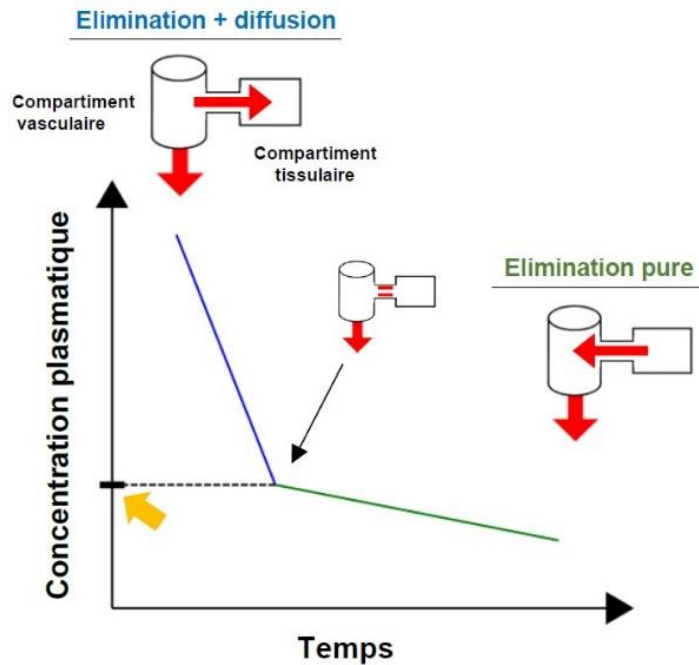 Elimination + diffusion
Compartiment
vasculaire
Compartiment
tissulaire
Elimination pure
Concentration plasmatique
Temps